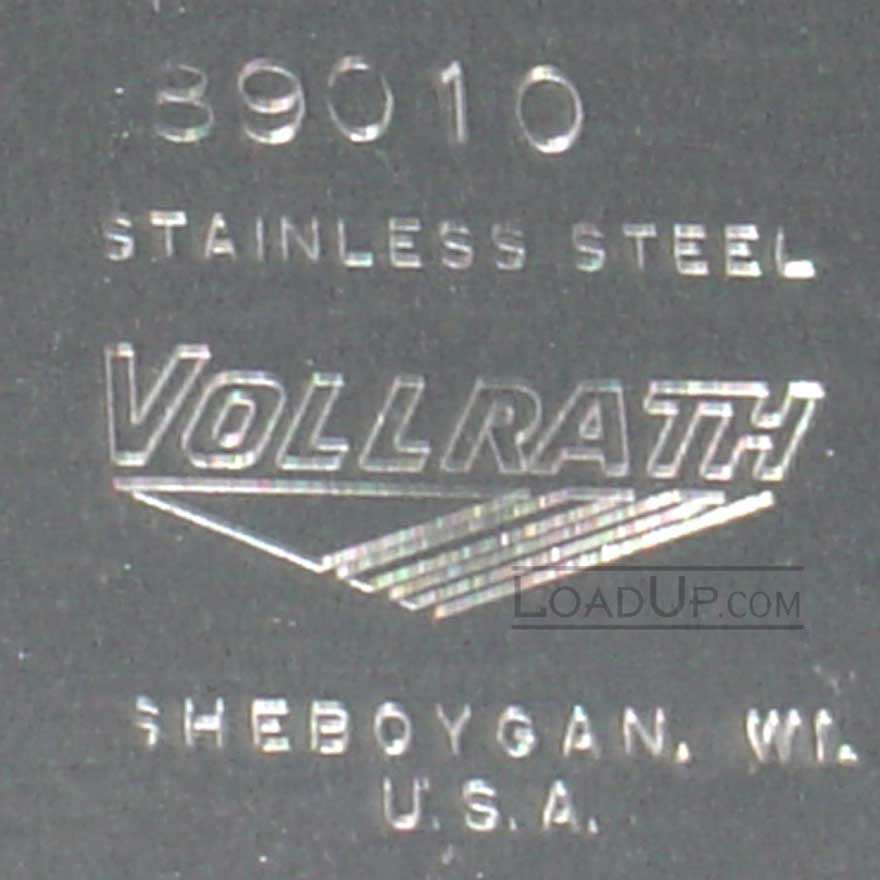 89010
STAINLESS STEEL
VOLLRATH
LOADUP.COM
SHEBOYGAN, WI.
U.S.A.